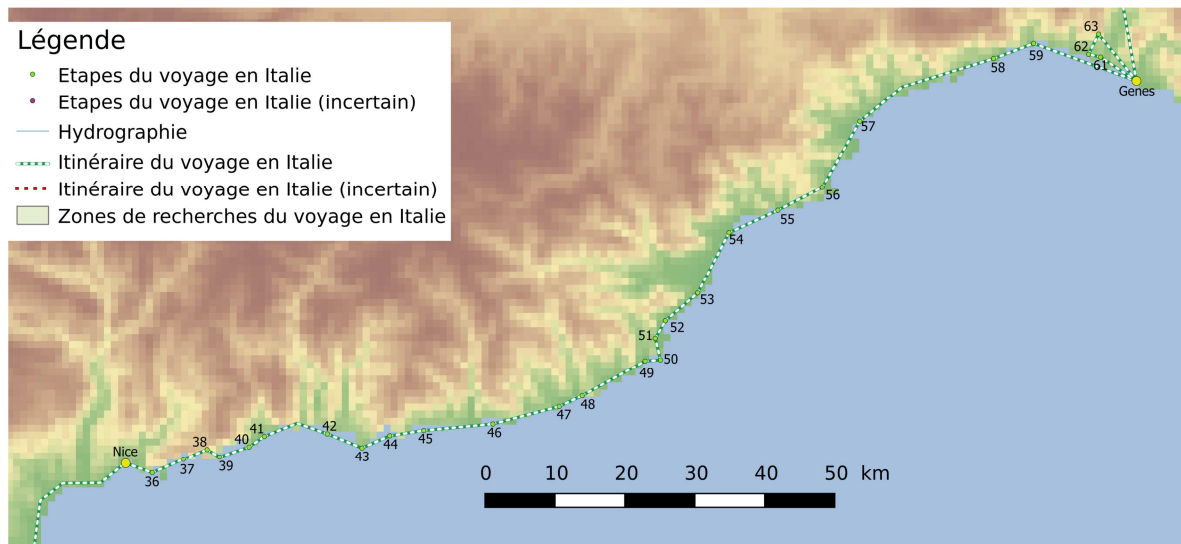 Légende
Etapes du voyage en Italie
Etapes du voyage en Italie (incertain)
Hydrographie
Itinéraire du voyage en Italie
Itinéraire du voyage en Italie (incertain)
Zones de recherches du voyage en Italie
63
62
61
59
58
Genes
57
56
55
54
53
52
51
50
49
48
47
46
45
44
43
42
41
40
39
38
37
36
Nice
0 10 20 30 40 50 km